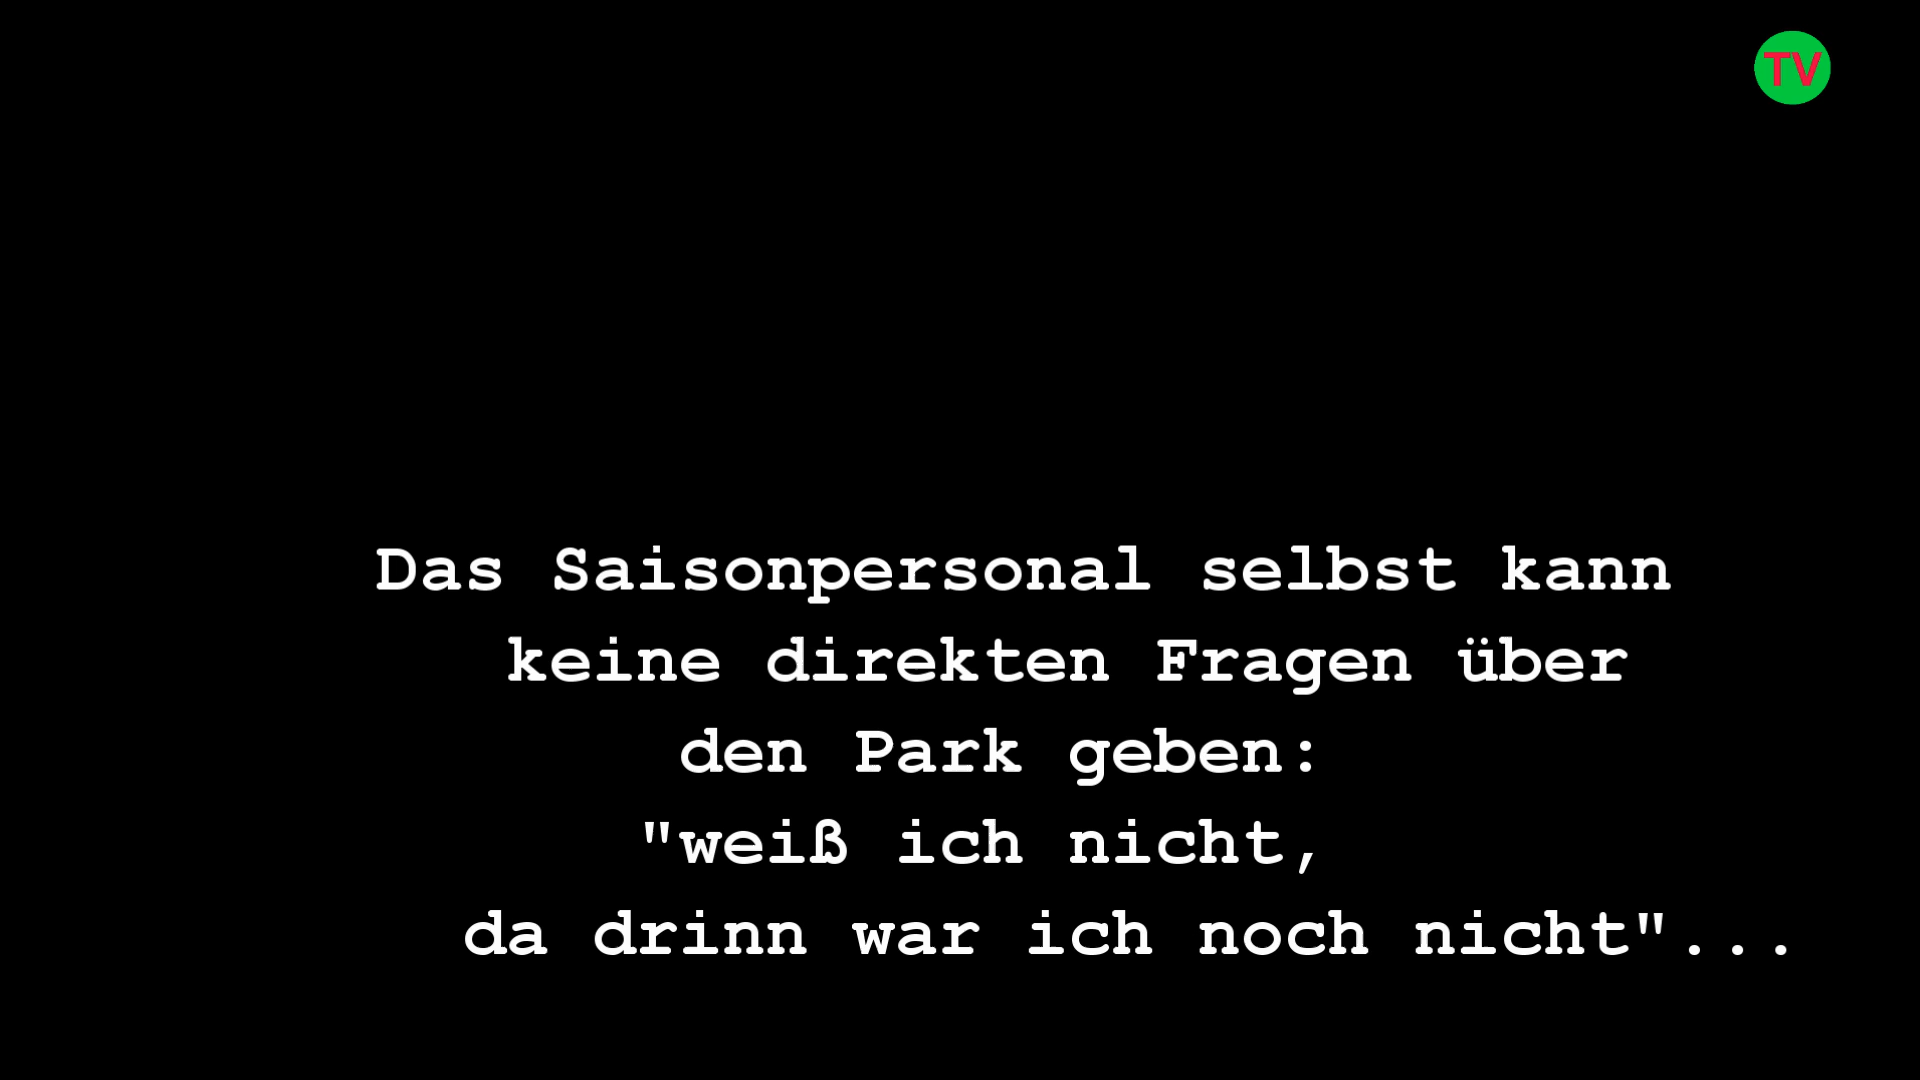 TV
Das Saisonpersonal selbst kann
keine direkten Fragen über
den Park geben:
"weiß ich nicht,
da drinn war ich noch nicht"...